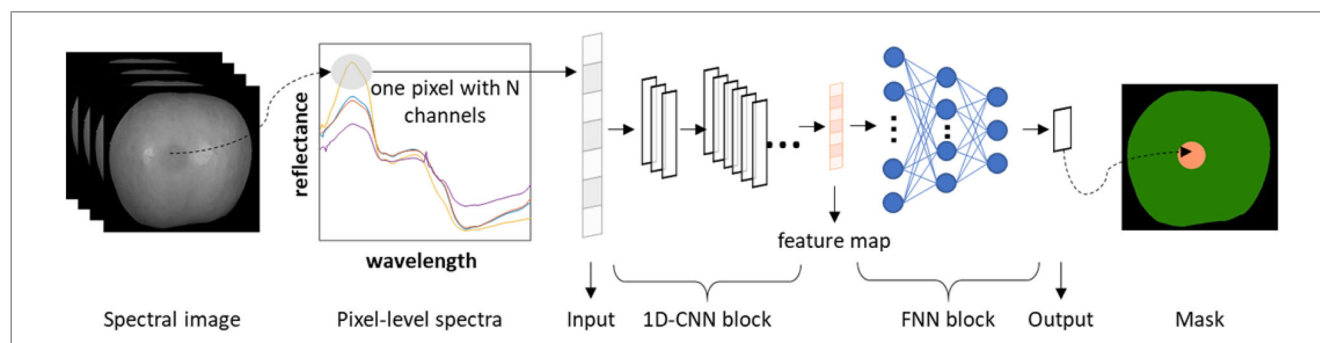 reflectance
one pixel with N
channels
wavelength
feature map
Spectral image
Pixel-level spectra
Input
1D-CNN block
FNN block
Output
Mask